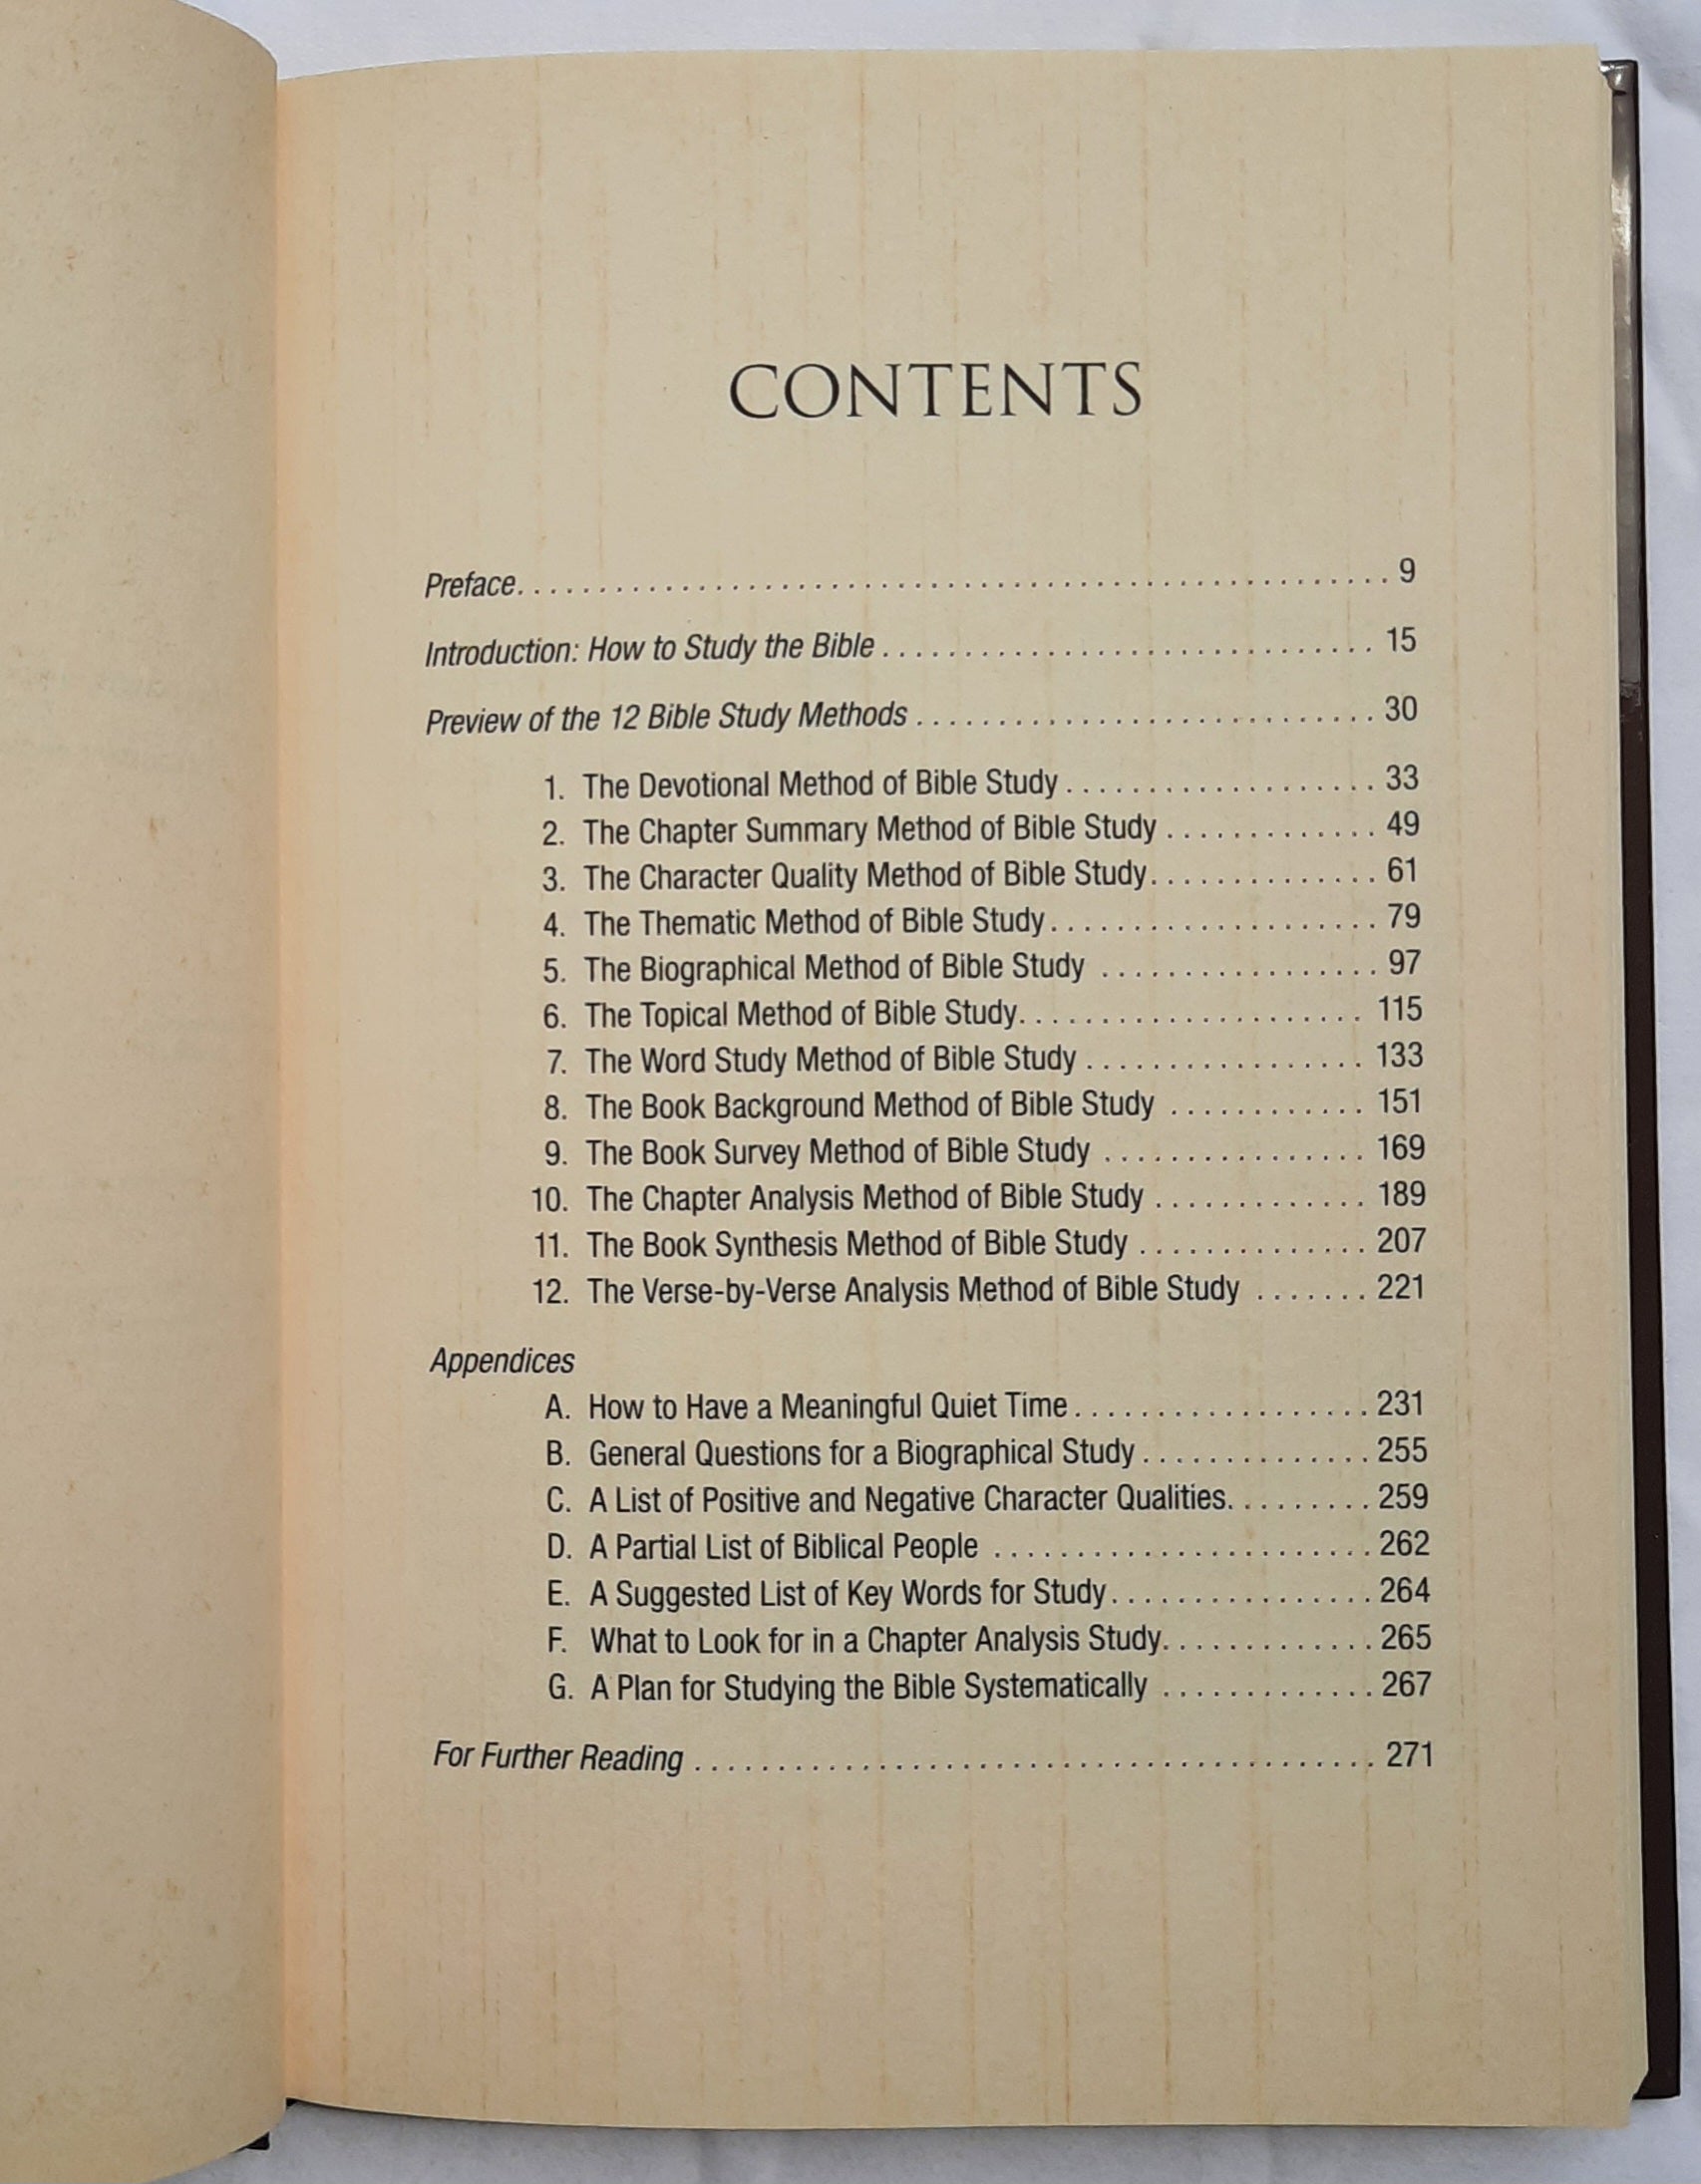 CONTENTS
Preface. . . . . . . . . . . . . . . . . . . . . . . . . . . . . . . . . . . . . . . . . . . . . . . . . . . . . . 9
Introduction: How to Study the Bible . . . . . . . . . . . . . . . . . . . . . . . . . . . . . . . 15
Preview of the 12 Bible Study Methods . . . . . . . . . . . . . . . . . . . . . . . . . . . . . 30
1. The Devotional Method of Bible Study . . . . . . . . . . . . . . . . . . . 33
2. The Chapter Summary Method of Bible Study . . . . . . . . . . . . . 49
3. The Character Quality Method of Bible Study. . . . . . . . . . . . . . 61
4. The Thematic Method of Bible Study. . . . . . . . . . . . . . . . . . . . 79
5. The Biographical Method of Bible Study . . . . . . . . . . . . . . . . . 97
6. The Topical Method of Bible Study. . . . . . . . . . . . . . . . . . . . . 115
7. The Word Study Method of Bible Study . . . . . . . . . . . . . . . . . 133
8. The Book Background Method of Bible Study . . . . . . . . . . . . 151
9. The Book Survey Method of Bible Study . . . . . . . . . . . . . . . . 169
10. The Chapter Analysis Method of Bible Study . . . . . . . . . . . . . 189
11. The Book Synthesis Method of Bible Study . . . . . . . . . . . . . . 207
12. The Verse-by-Verse Analysis Method of Bible Study . . . . . . . 221
Appendices
A. How to Have a Meaningful Quiet Time. . . . . . . . . . . . . . . . . . 231
B. General Questions for a Biographical Study . . . . . . . . . . . . . . 255
C. A List of Positive and Negative Character Qualities. . . . . . . . . 259
D. A Partial List of Biblical People . . . . . . . . . . . . . . . . . . . . . . . 262
E. A Suggested List of Key Words for Study. . . . . . . . . . . . . . . . 264
F. What to Look for in a Chapter Analysis Study. . . . . . . . . . . . . 265
G. A Plan for Studying the Bible Systematically . . . . . . . . . . . . . 267
For Further Reading . . . . . . . . . . . . . . . . . . . . . . . . . . . . . . . . . . . . . . . . . . 271